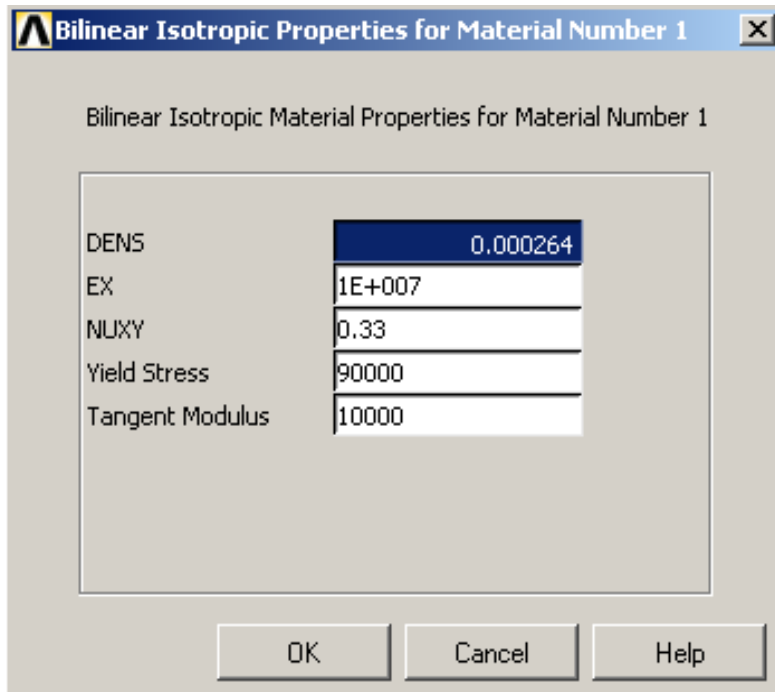 Bilinear Isotropic Properties for Material Number 1
Bilinear Isotropic Material Properties for Material Number 1
DENS 0.000264
EX 1E+007
NUXY 0.33
Yield Stress 90000
Tangent Modulus 10000
OK Cancel Help